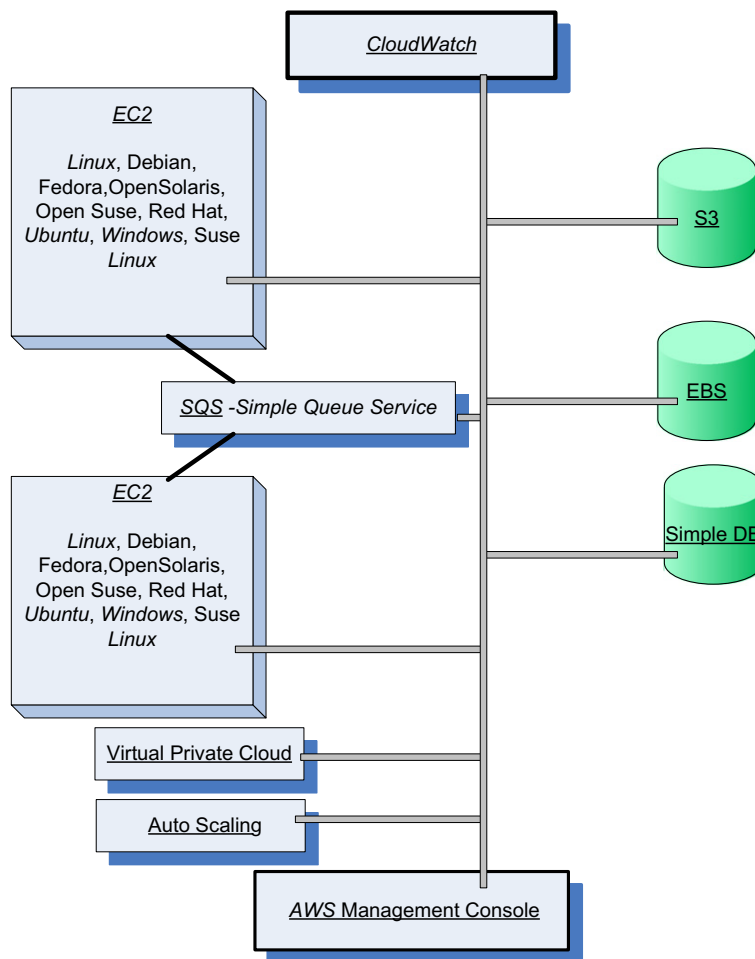 CloudWatch
EC2
Linux, Debian,
Fedora,OpenSolaris,
Open Suse, Red Hat,
Ubuntu, Windows, Suse
Linux
S3
SQS -Simple Queue Service
EBS
EC2
Linux, Debian,
Fedora,OpenSolaris,
Open Suse, Red Hat,
Ubuntu, Windows, Suse
Linux
Simple DB
Virtual Private Cloud
Auto Scaling
AWS Management Console